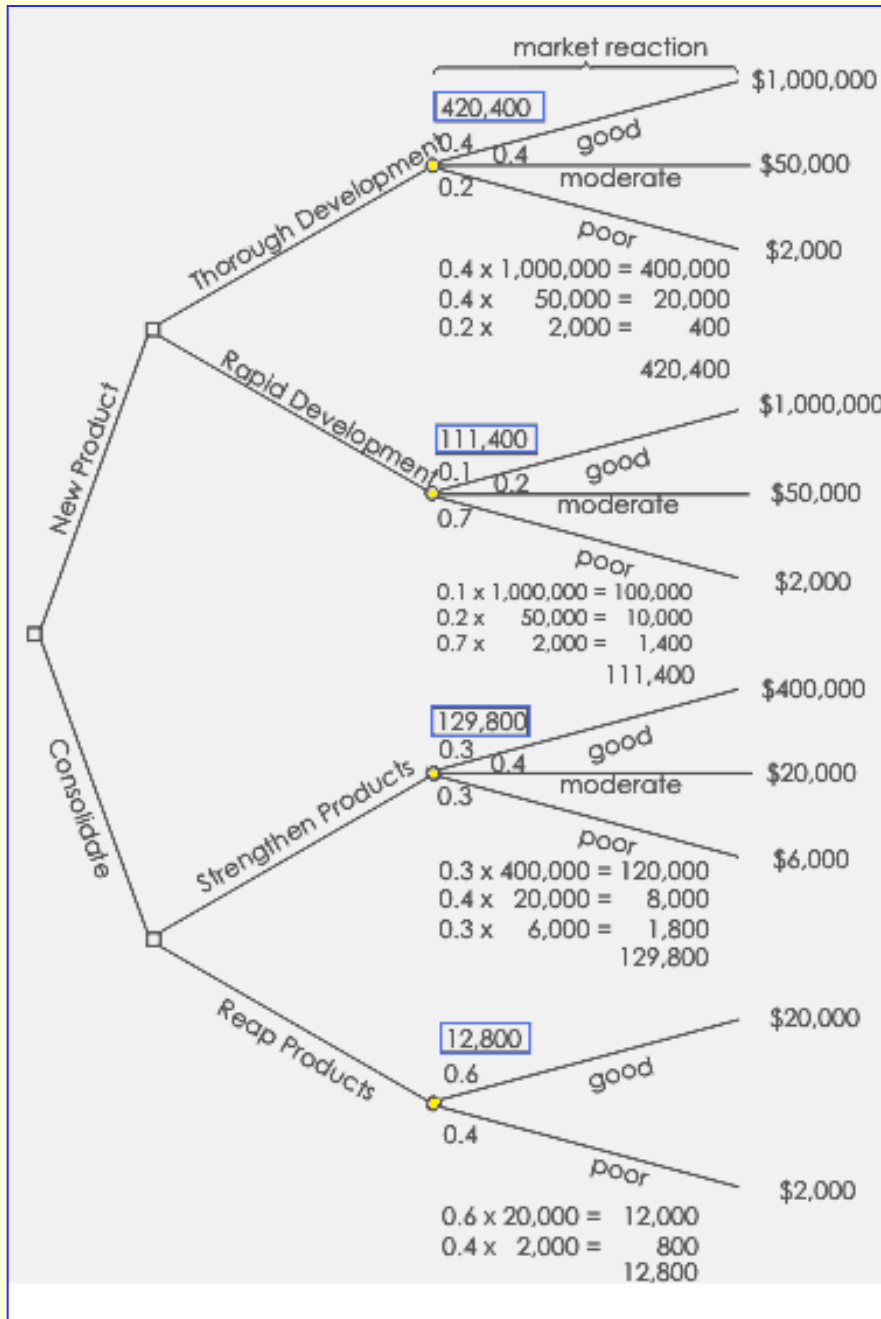 market reaction
$1,000,000
420,400
0.4
0.4
good
Thorough Development
$50,000
0.2
moderate
poor
$2,000
0.4 x 1,000,000 = 400,000
0.4 x 50,000 = 20,000
0.2 x 2,000 = 400
420,400
New Product
Rapid Development
$1,000,000
111,400
0.1
0.2
good
$50,000
0.7
moderate
poor
$2,000
0.1 x 1,000,000 = 100,000
0.2 x 50,000 = 10,000
0.7 x 2,000 = 1,400
111,400
Consolidate
Strengthen Products
$400,000
129,800
0.3
0.4
good
$20,000
0.3
moderate
poor
$6,000
0.3 x 400,000 = 120,000
0.4 x 20,000 = 8,000
0.3 x 6,000 = 1,800
129,800
Reap Products
$20,000
12,800
0.6
good
0.4
poor
$2,000
0.6 x 20,000 = 12,000
0.4 x 2,000 = 800
12,800